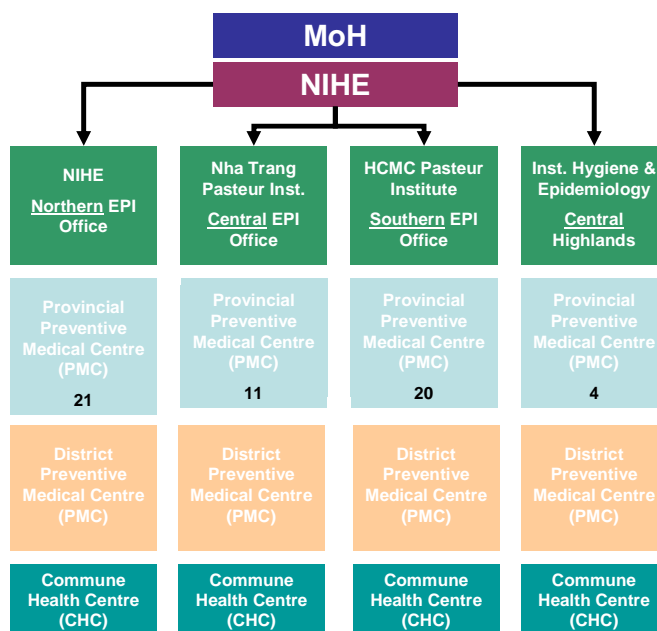 MoH
NIHE
NIHE
Northern EPI
Office
Nha Trang
Pasteur Inst.
Central EPI
Office
HCMC Pasteur
Institute
Southern EPI
Office
Inst. Hygiene &
Epidemiology
Central
Highlands
Provincial
Preventive
Medical Centre
(PMC)
21
Provincial
Preventive
Medical Centre
(PMC)
11
Provincial
Preventive
Medical Centre
(PMC)
20
Provincial
Preventive
Medical Centre
(PMC)
4
District
Preventive
Medical Centre
(PMC)
District
Preventive
Medical Centre
(PMC)
District
Preventive
Medical Centre
(PMC)
District
Preventive
Medical Centre
(PMC)
Commune
Health Centre
(CHC)
Commune
Health Centre
(CHC)
Commune
Health Centre
(CHC)
Commune
Health Centre
(CHC)